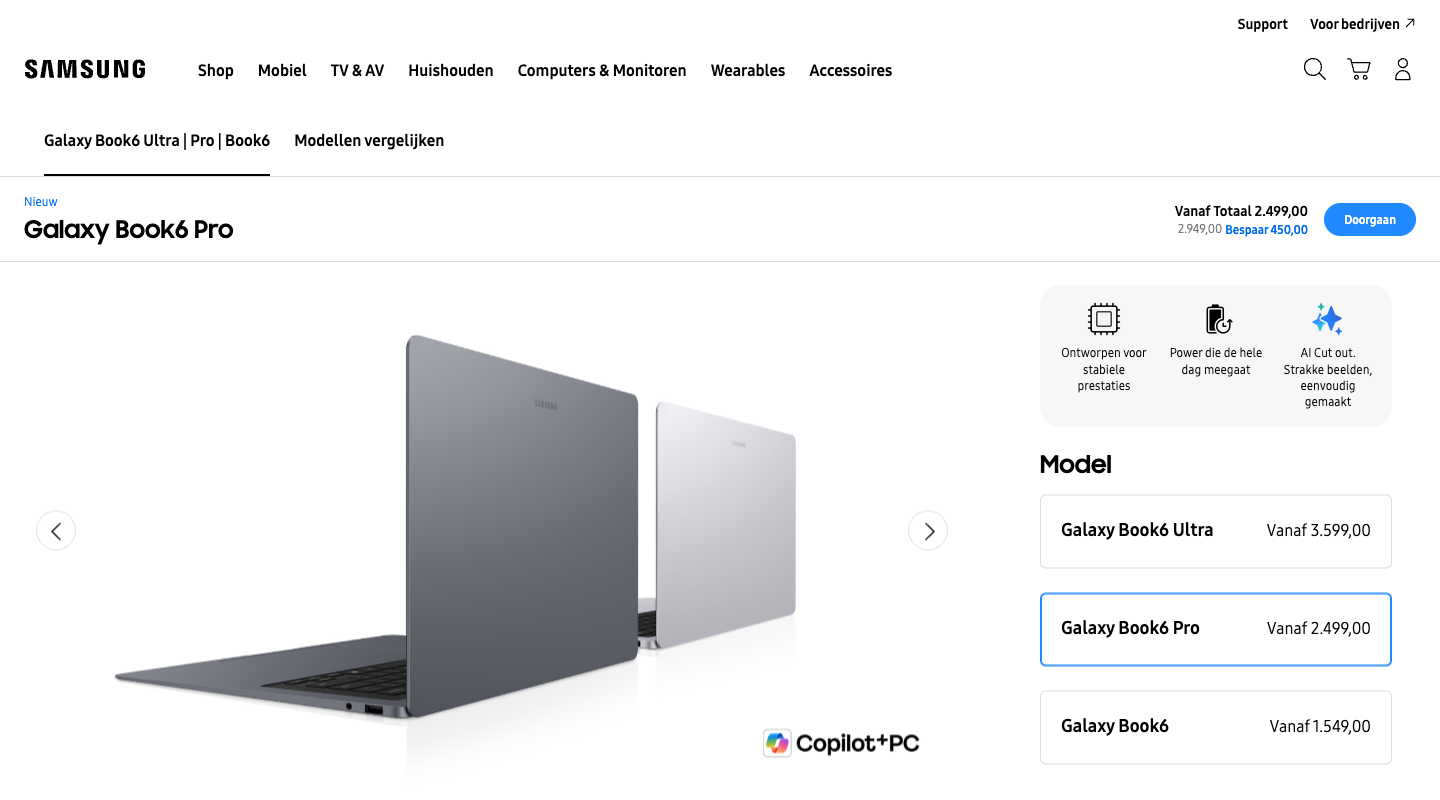 Support
Voor bedrijven
SAMSUNG
Shop
Mobiel
TV & AV
Huishouden
Computers & Monitoren
Wearables
Accessoires
Galaxy Book6 Ultra | Pro | Book6
Modellen vergelijken
Nieuw
Galaxy Book6 Pro
Vanaf Totaal 2.499,00
2.949,00 Bespaar 450,00
Doorgaan
SAMSUNG
SAMSUNG
Copilot+PC
Ontworpen voor
stabiele
prestaties
Power die de hele
dag meegaat
AI Cut out.
Strakke beelden,
eenvoudig
gemaakt
Model
Galaxy Book6 Ultra
Vanaf 3.599,00
Galaxy Book6 Pro
Vanaf 2.499,00
Galaxy Book6
Vanaf 1.549,00